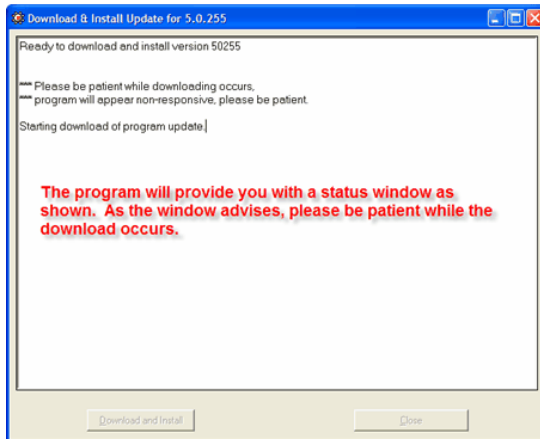 Download & Install Update for 5.0.255
Ready to download and install version 50255
*** Please be patient while downloading occurs,
*** program will appear non-responsive, please be patient.
Starting download of program update.
The program will provide you with a status window as
shown. As the window advises, please be patient while the
download occurs.
Download and Install
Close